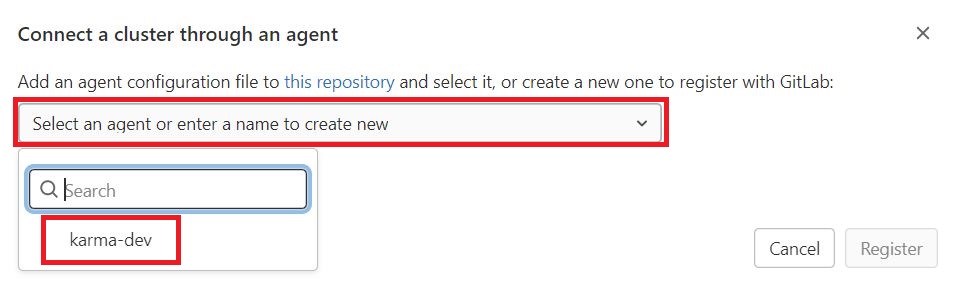 Connect a cluster through an agent
Add an agent configuration file to this repository and select it, or create a new one to register with GitLab:
Select an agent or enter a name to create new
Search
karma-dev
Cancel
Register